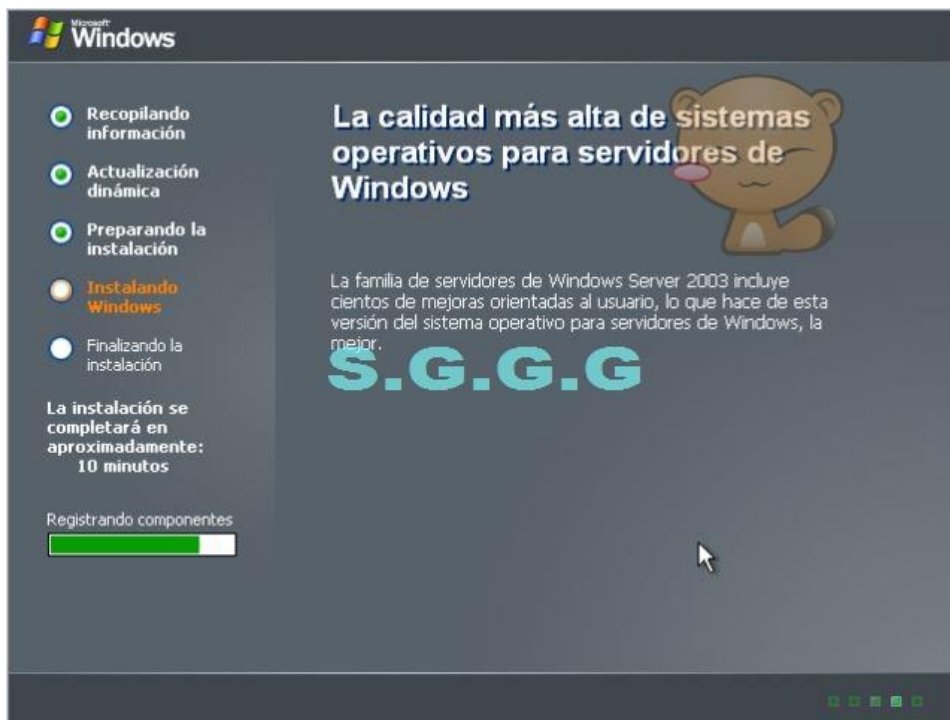 Microsoft
Windows
Recopilando
información
Actualización
dinámica
Preparando la
instalación
Instalando
Windows
Finalizando la
instalación
La instalación se
completará en
aproximadamente:
10 minutos
Registrando componentes
La calidad más alta de sistemas
operativos para servidores de
Windows
La familia de servidores de Windows Server 2003 incluye
cientos de mejoras orientadas al usuario, lo que hace de esta
versión del sistema operativo para servidores de Windows, la
mejor.
S.G.G.G